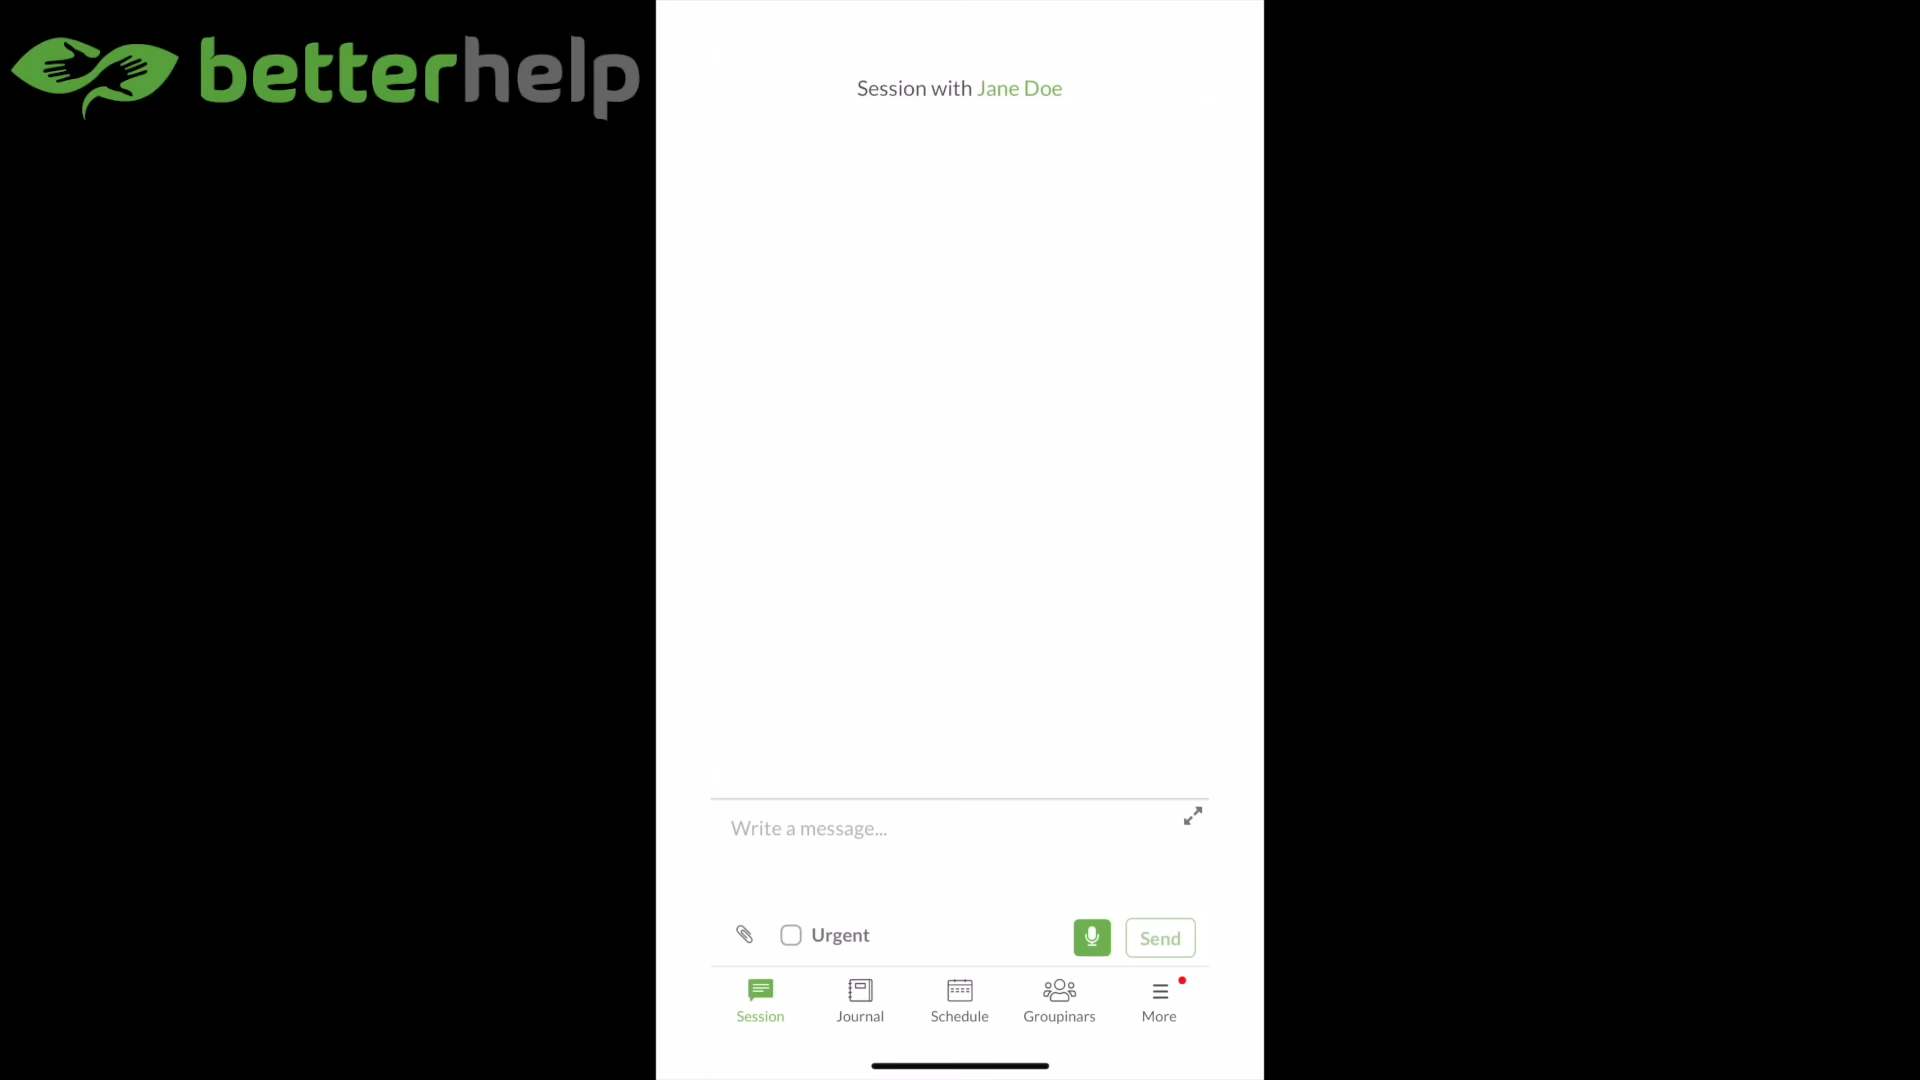 betterhelp
Session with Jane Doe
Write a message...
Urgent
Send
Session
Journal
Schedule
Groupinars
More